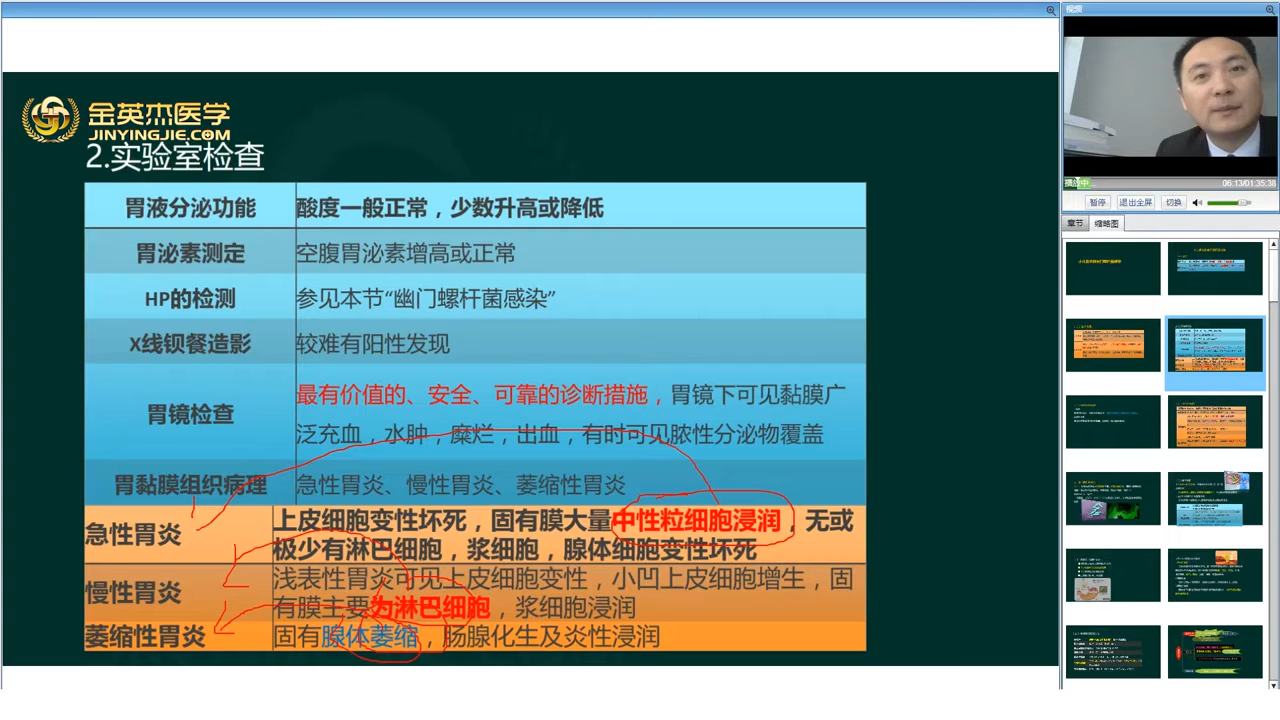 视频
金英杰医学
JINYINGJIE.COM
2.实验室检查
胃液分泌功能
酸度一般正常，少数升高或降低
胃泌素测定
空腹胃泌素增高或正常
HP的检测
参见本节“幽门螺杆菌感染”
X线钡餐造影
较难有阳性发现
胃镜检查
最有价值的、安全、可靠的诊断措施，胃镜下可见黏膜广
泛充血，水肿，糜烂，出血，有时可见脓性分泌物覆盖
胃黏膜组织病理
急性胃炎、慢性胃炎、萎缩性胃炎
急性胃炎
上皮细胞变性坏死，固有膜大量中性粒细胞浸润，无或
极少有淋巴细胞，浆细胞，腺体细胞变性坏死
慢性胃炎
浅表性胃炎可见上皮细胞变性，小凹上皮细胞增生，固
有膜主要为淋巴细胞，浆细胞浸润
萎缩性胃炎
固有腺体萎缩，肠腺化生及炎性浸润
播放中
06:13/01:35:38
暂停
退出全屏
切换
章节
缩略图